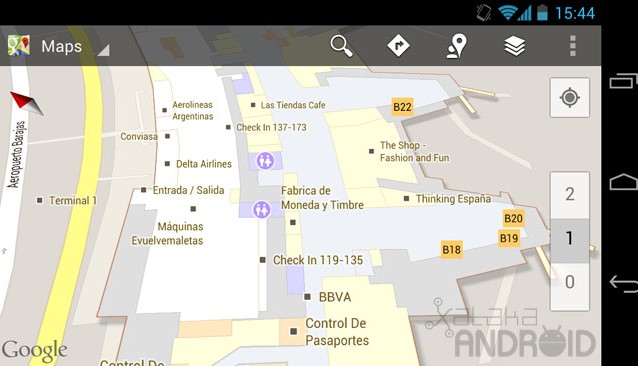 15:44
Maps
B22
Aerolineas
Argentinas
Las Tiendas Cafe
Check In 137-173
Conviasa
The Shop -
Fashion and Fun
Delta Airlines
Aeropuerto Barajas
Entrada / Salida
Terminal 1
Fabrica de
Moneda y Timbre
Thinking España
2
Máquinas
Evuelvemaletas
B20
B19
1
B18
Check In 119-135
0
BBVA
Control De
Pasaportes
Xataka
ANDROID
Google
Control De